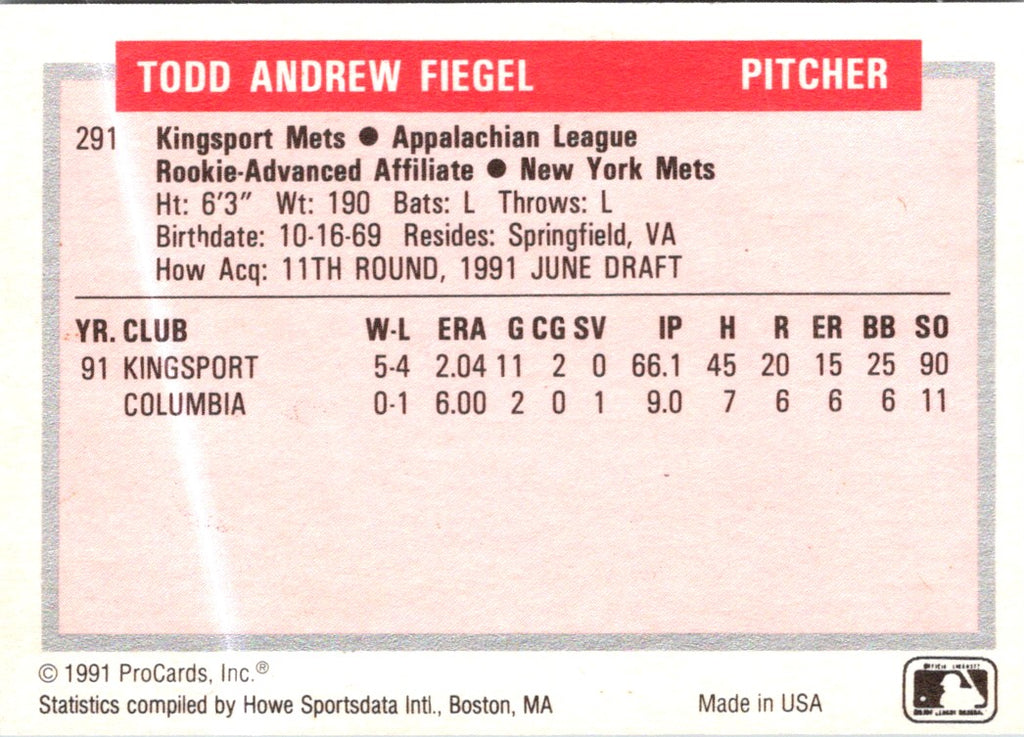 TODD ANDREW FIEGEL PITCHER
291 Kingsport Mets ● Appalachian League
Rookie-Advanced Affiliate ● New York Mets
Ht: 6'3" Wt: 190 Bats: L Throws: L
Birthdate: 10-16-69 Resides: Springfield, VA
How Acq: 11TH ROUND, 1991 JUNE DRAFT
YR. CLUB W-L ERA G CG SV IP H R ER BB SO
91 KINGSPORT 5-4 2.04 11 2 0 66.1 45 20 15 25 90
COLUMBIA 0-1 6.00 2 0 1 9.0 7 6 6 6 11
© 1991 ProCards, Inc.®
Statistics compiled by Howe Sportsdata Intl., Boston, MA Made in USA